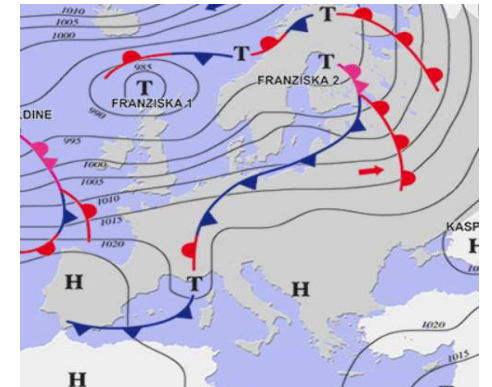 1010
1005
1000
T
T
985
T
FRANZISKA 1
990
T
FRANZISKA 2
.DINE
995
1000
1005
1010
1015
1020
T
H
H
KASP
H
1020
1015
H